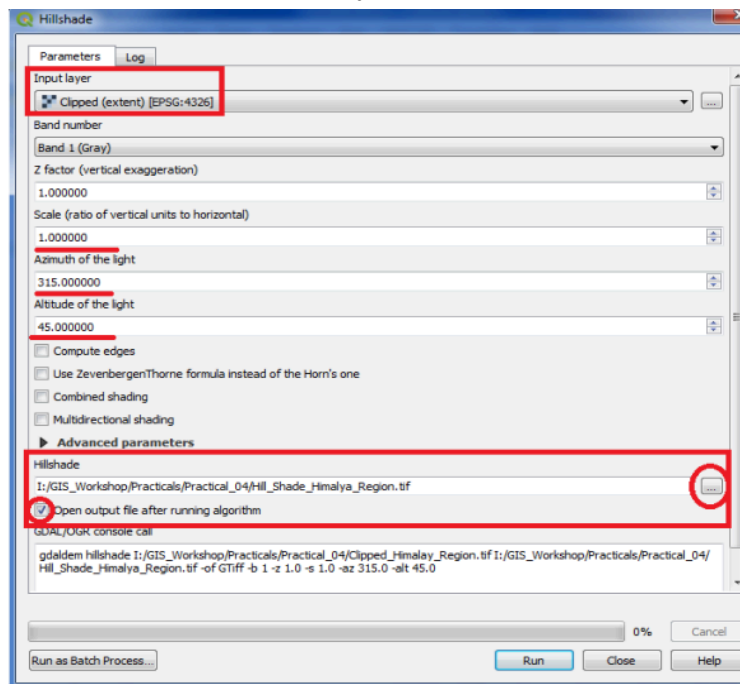 Hillshade
Parameters Log
Input layer
Clipped (extent) [EPSG:4326]
...
Band number
Band 1 (Gray)
Z factor (vertical exaggeration)
1.000000
Scale (ratio of vertical units to horizontal)
1.000000
Azimuth of the light
315.000000
Altitude of the light
45.000000
Compute edges
Use ZevenbergenThorne formula instead of the Horn's one
Combined shading
Multidirectional shading
Advanced parameters
Hillshade
I:/GIS_Workshop/Practicals/Practical_04/Hill_Shade_Himalya_Region.tif
...
Open output file after running algorithm
GDAL/OGR console call
gdaldem hillshade I:/GIS_Workshop/Practicals/Practical_04/Clipped_Himalay_Region.tif I:/GIS_Workshop/Practicals/Practical_04/
Hill_Shade_Himalya_Region.tif -of GTiff -b 1 -z 1.0 -s 1.0 -az 315.0 -alt 45.0
0% Cancel
Run as Batch Process... Run Close Help